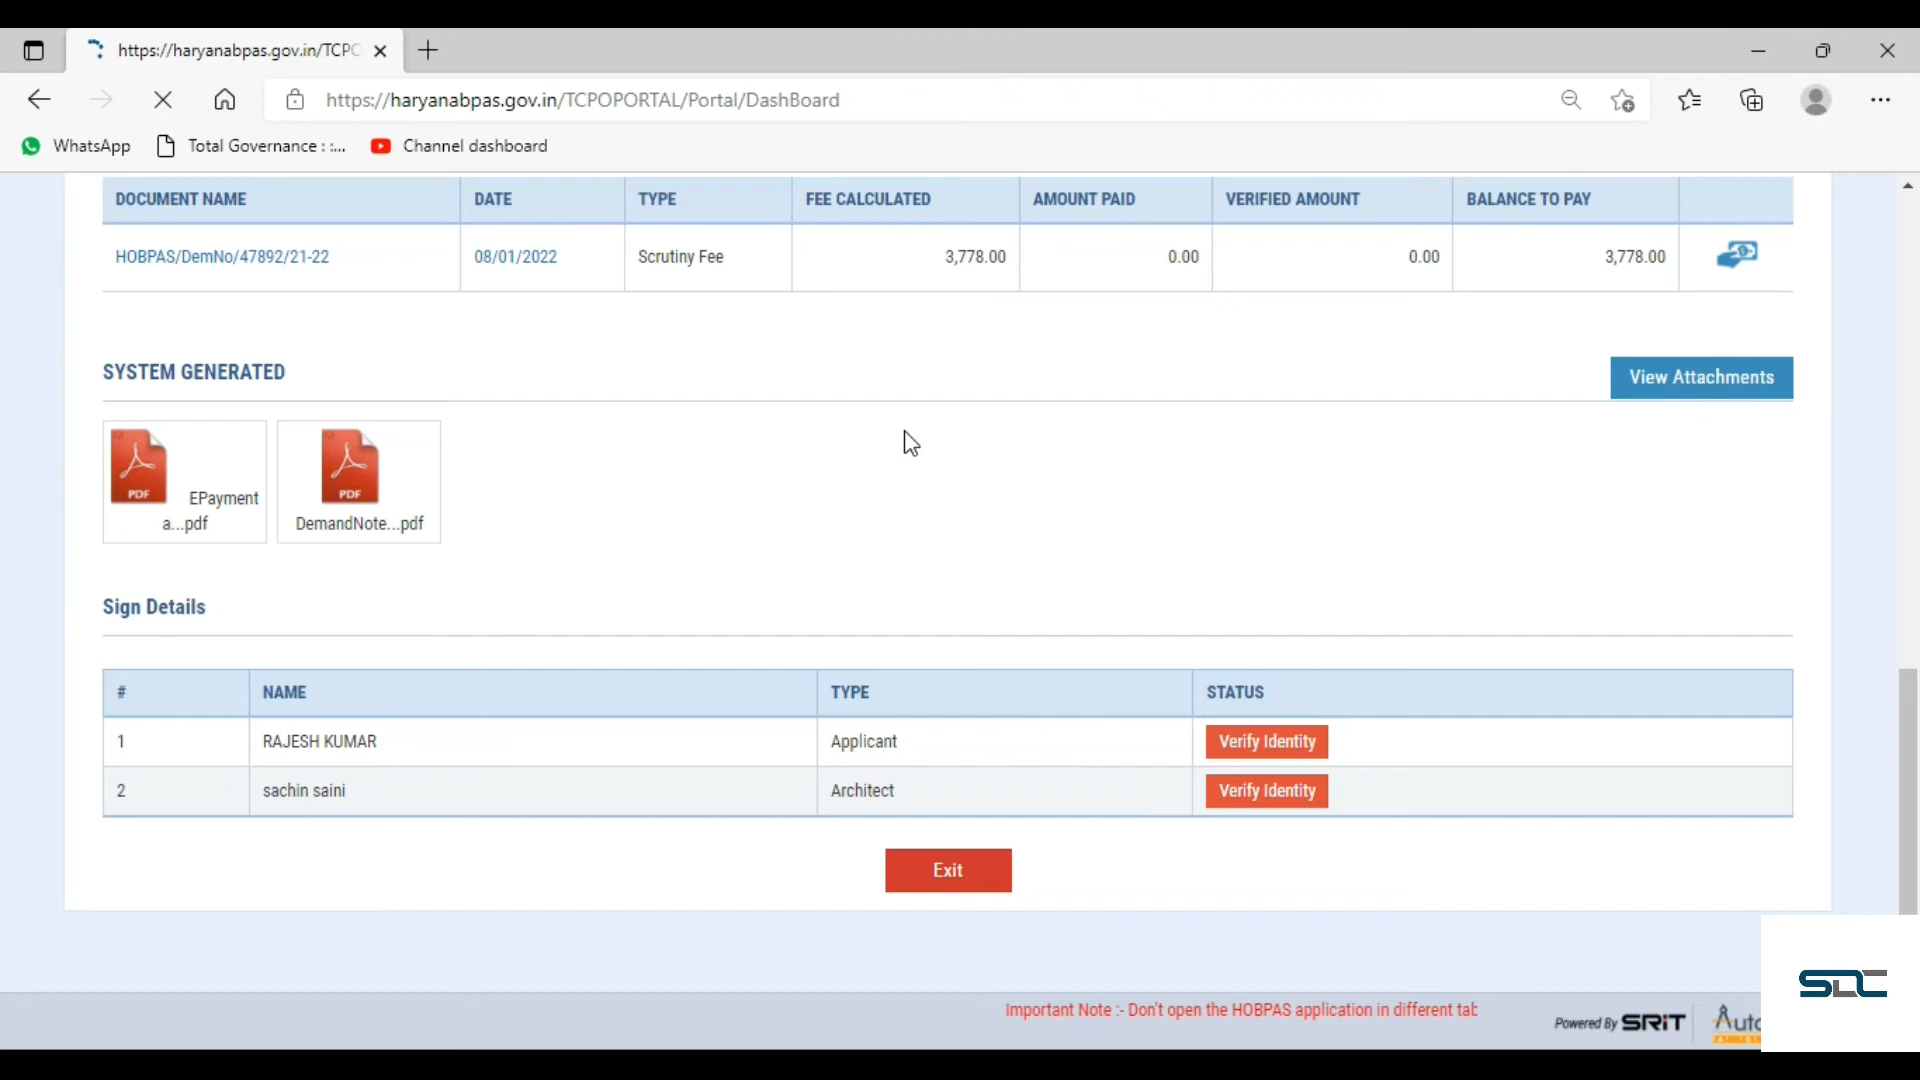 https://haryanabpas.gov.in/TCPC
https://haryanabpas.gov.in/TCPOPORTAL/Portal/DashBoard
WhatsApp Total Governance : :... Channel dashboard
DOCUMENT NAME DATE TYPE FEE CALCULATED AMOUNT PAID VERIFIED AMOUNT BALANCE TO PAY
HOBPAS/DemNo/47892/21-22 08/01/2022 Scrutiny Fee 3,778.00 0.00 0.00 3,778.00
SYSTEM GENERATED View Attachments
PDF PDF
EPayment
a...pdf DemandNote...pdf
Sign Details
# NAME TYPE STATUS
1 RAJESH KUMAR Applicant Verify Identity
2 sachin saini Architect Verify Identity
Exit
SDC
Important Note :- Don't open the HOBPAS application in different tab
Powered By SRiT Auto